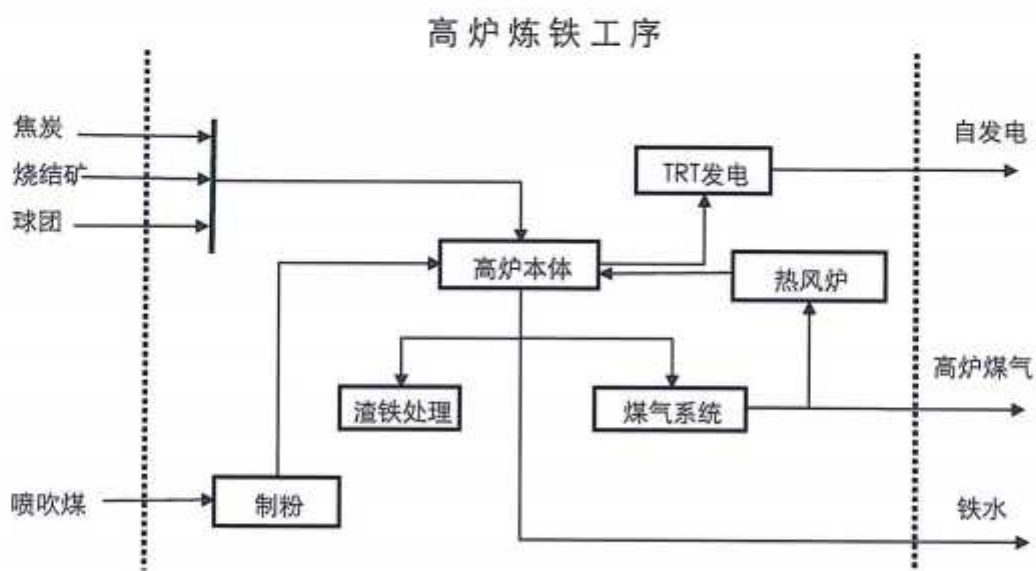 高炉炼铁工序
焦炭
烧结矿
球团
喷吹煤
制粉
高炉本体
TRT发电
热风炉
渣铁处理
煤气系统
自发电
高炉煤气
铁水